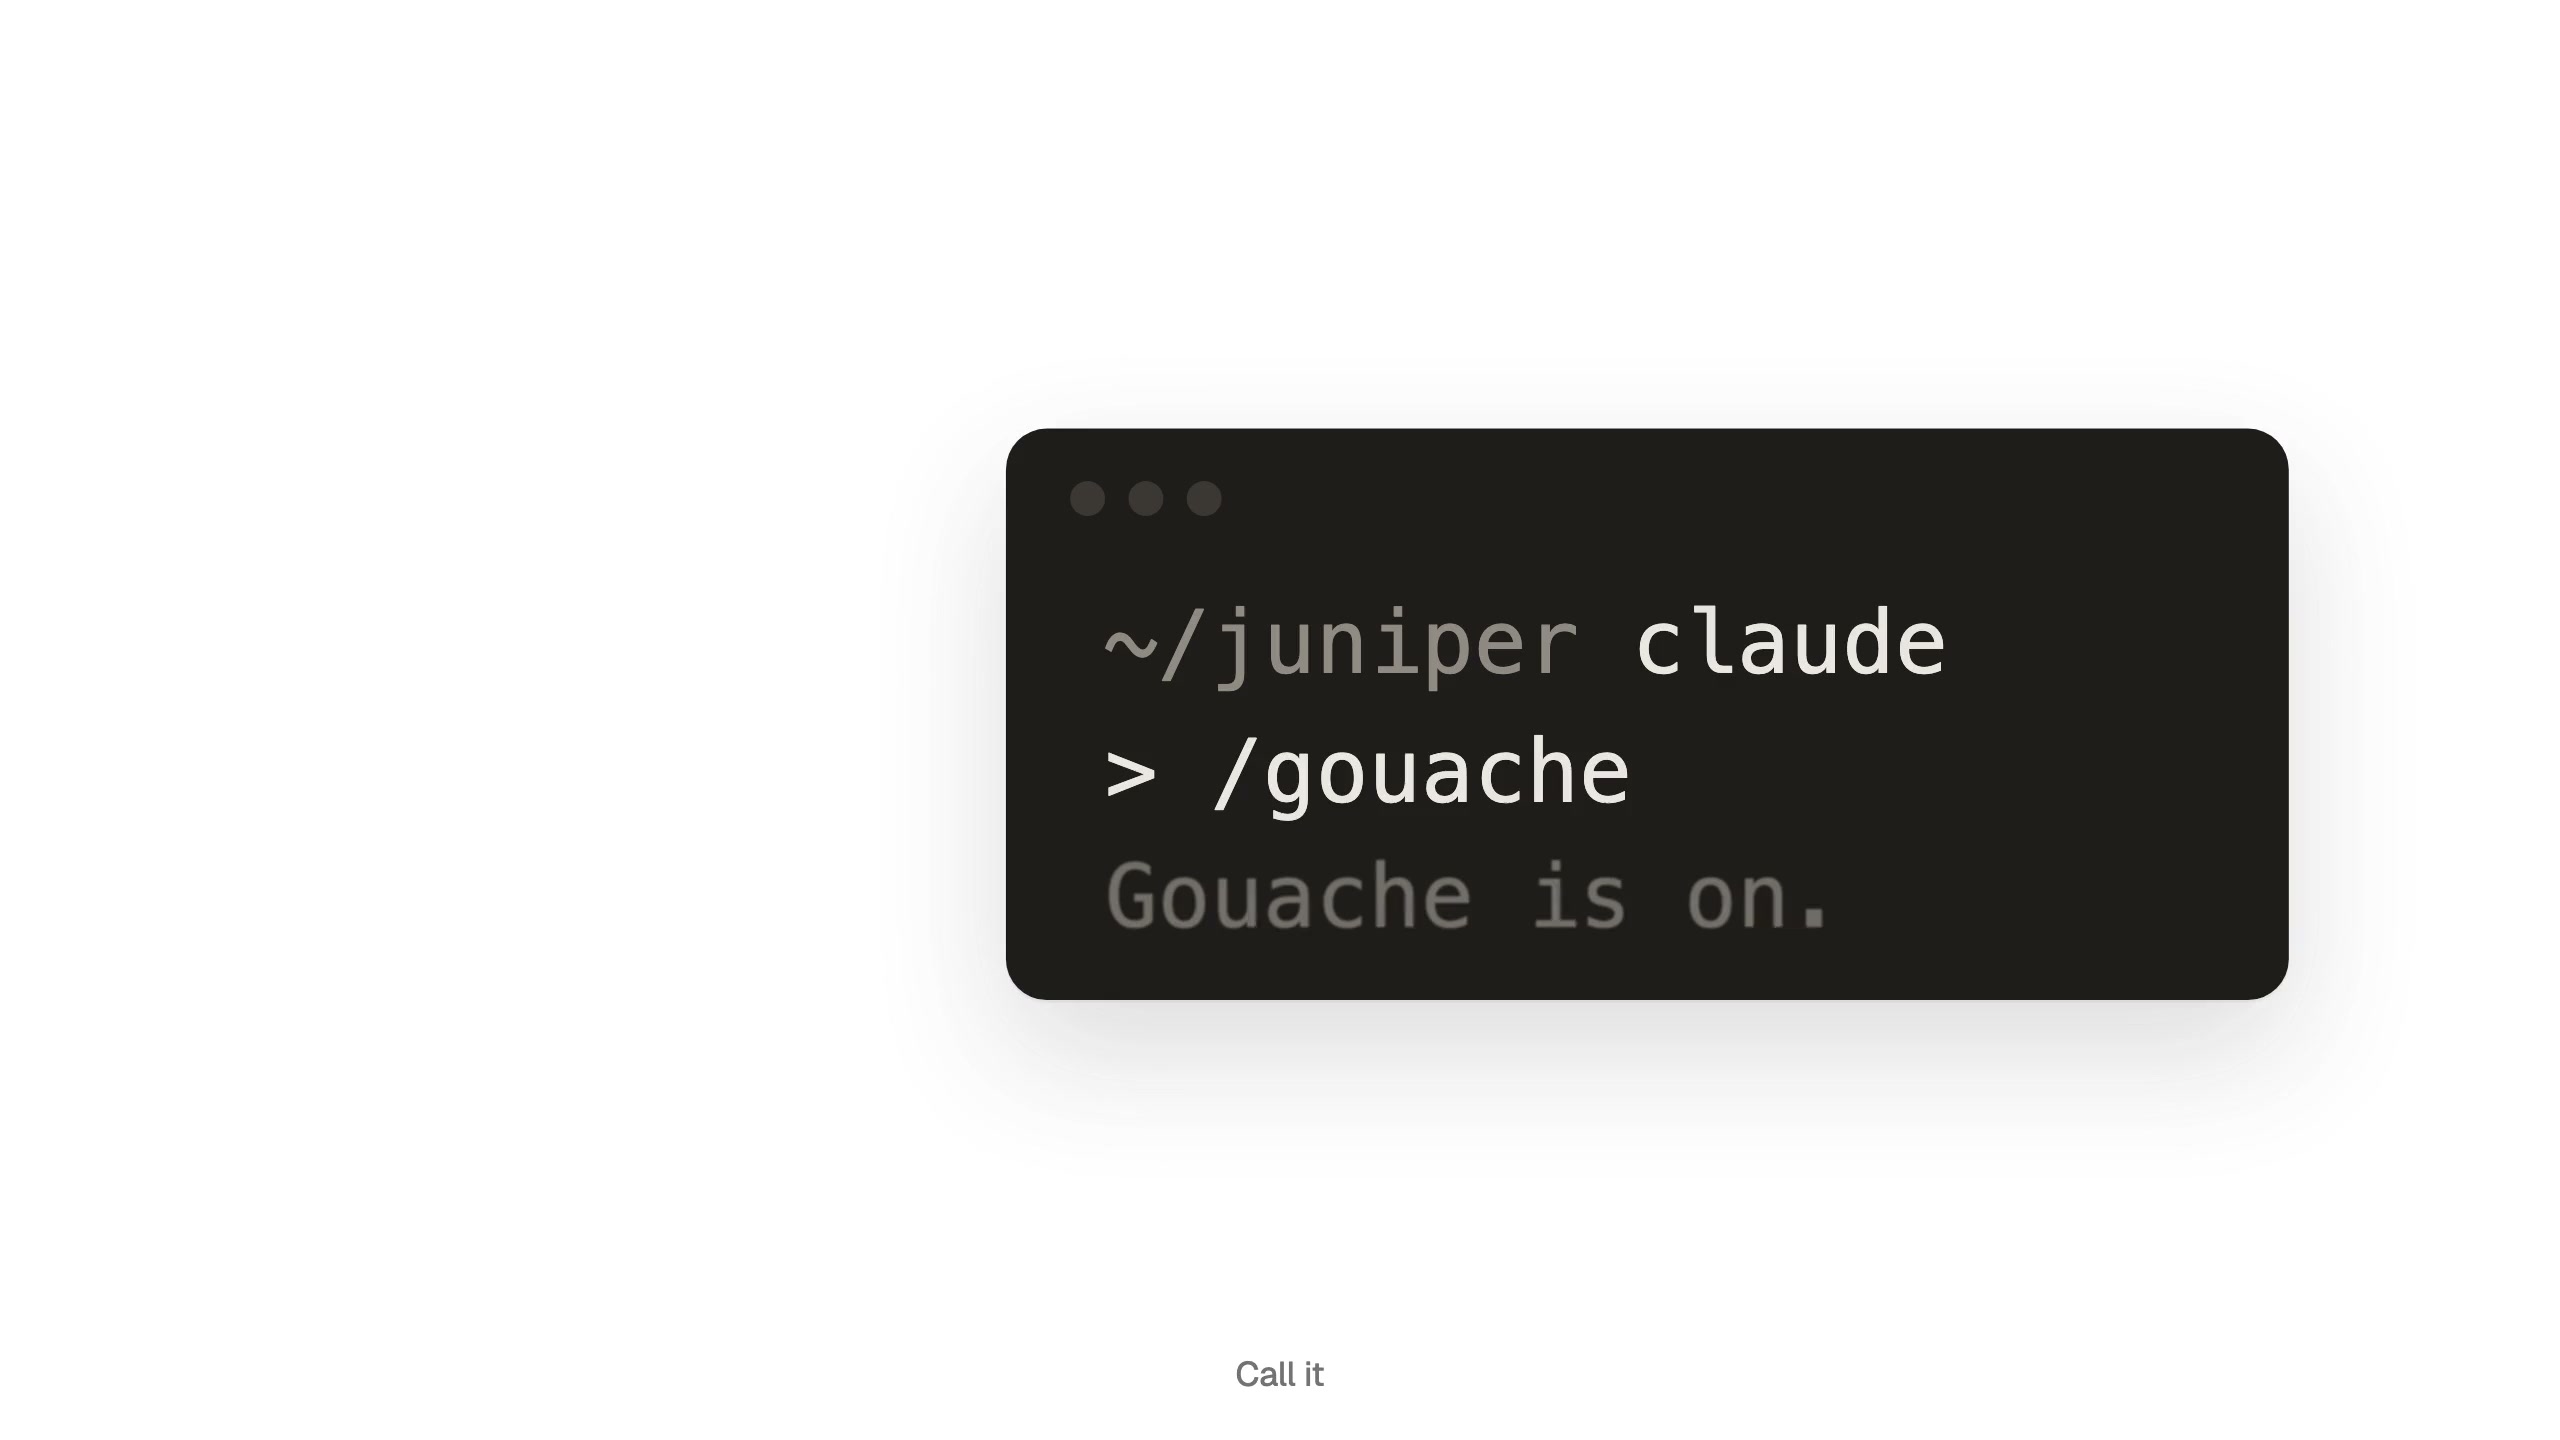 ~/juniper claude
> /gouache
Gouache is on.
Call it